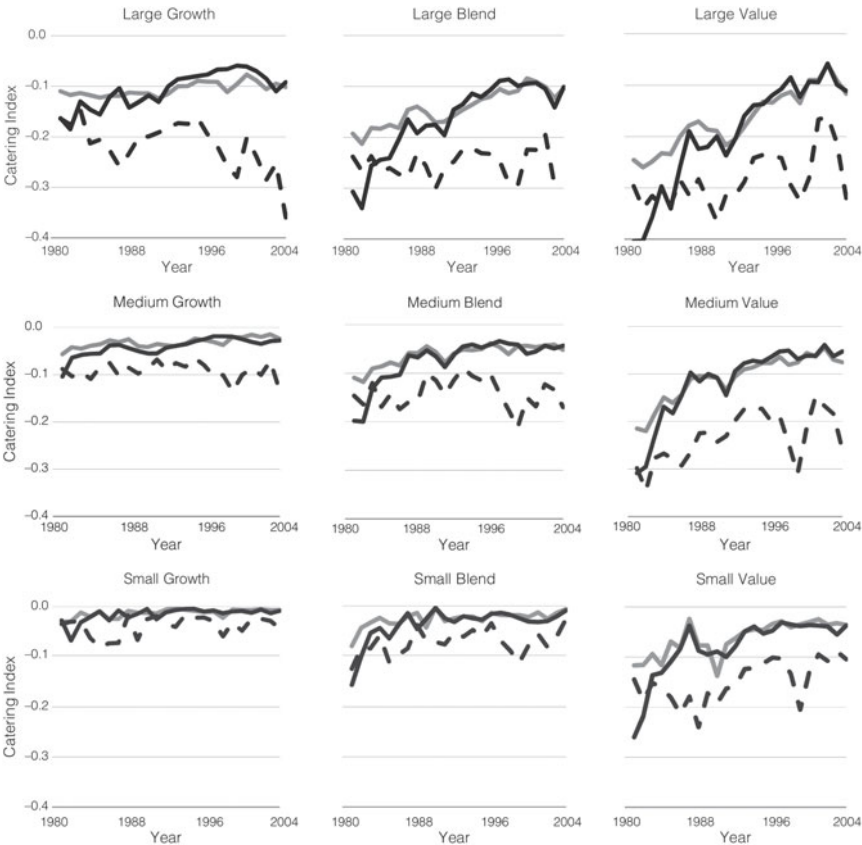 Large Growth Large Blend Large Value
0.0
–0.1
–0.2
–0.3
–0.4
Catering Index
1980 1988 1996 2004 1980 1988 1996 2004 1980 1988 1996 2004
Year Year Year
Medium Growth Medium Blend Medium Value
0.0
–0.1
–0.2
–0.3
–0.4
Catering Index
1980 1988 1996 2004 1980 1988 1996 2004 1980 1988 1996 2004
Year Year Year
Small Growth Small Blend Small Value
0.0
–0.1
–0.2
–0.3
–0.4
Catering Index
1980 1988 1996 2004 1980 1988 1996 2004 1980 1988 1996 2004
Year Year Year